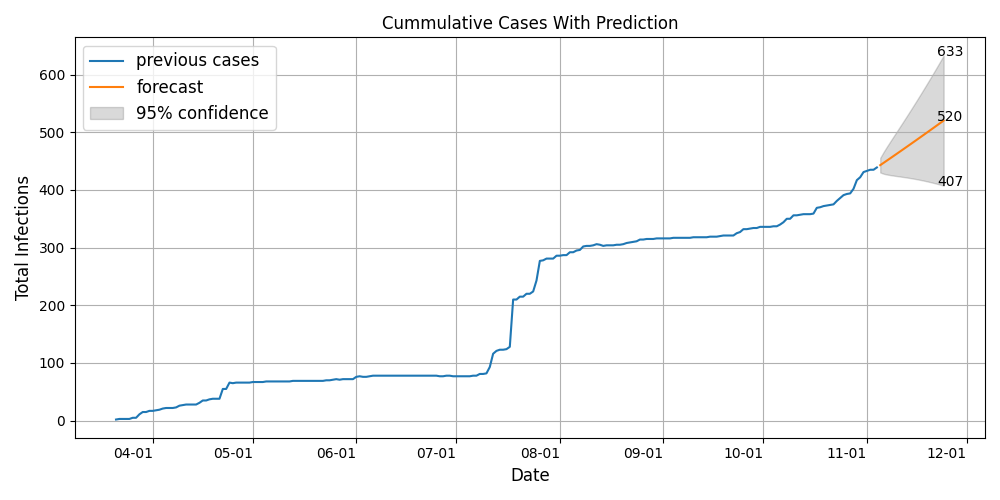 Cummulative Cases With Prediction
previous cases
forecast
95% confidence
633
520
407
600
500
400
300
200
100
0
Total Infections
04-01 05-01 06-01 07-01 08-01 09-01 10-01 11-01 12-01
Date